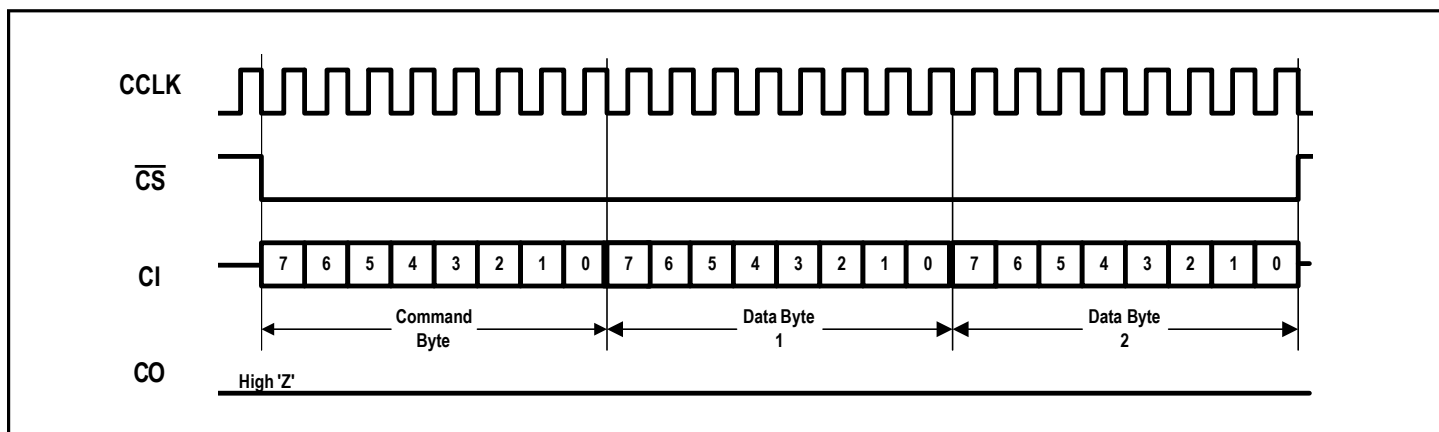 CCLK
CS
CI
7 6 5 4 3 2 1 0 7 6 5 4 3 2 1 0 7 6 5 4 3 2 1 0
Command Byte
Data Byte 1
Data Byte 2
CO
High 'Z'